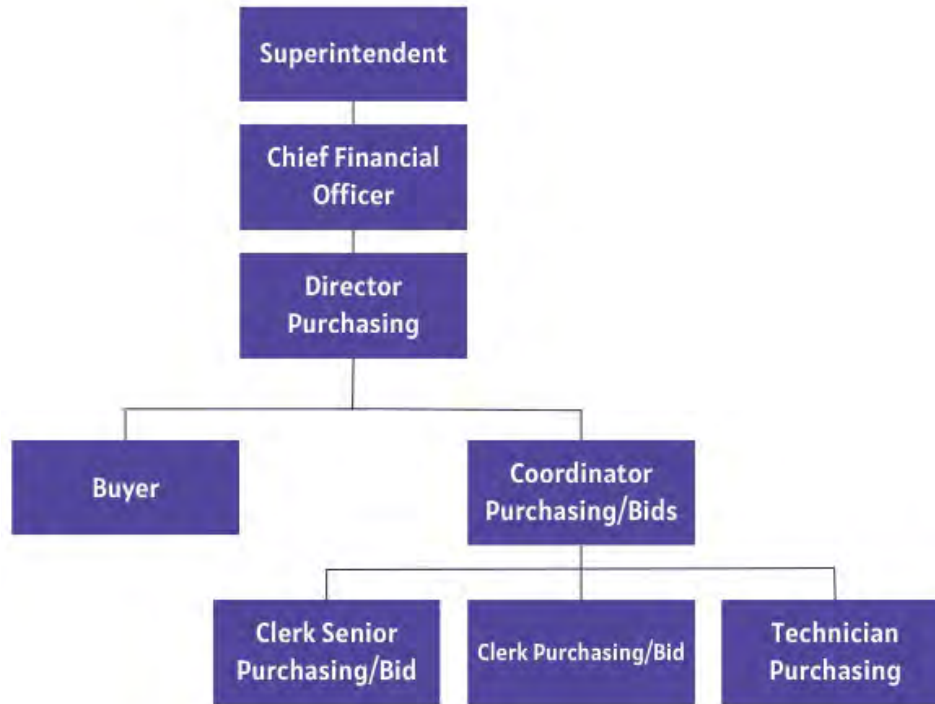 Superintendent
Chief Financial
Officer
Director
Purchasing
Buyer
Coordinator
Purchasing/Bids
Clerk Senior
Purchasing/Bid
Clerk Purchasing/Bid
Technician
Purchasing